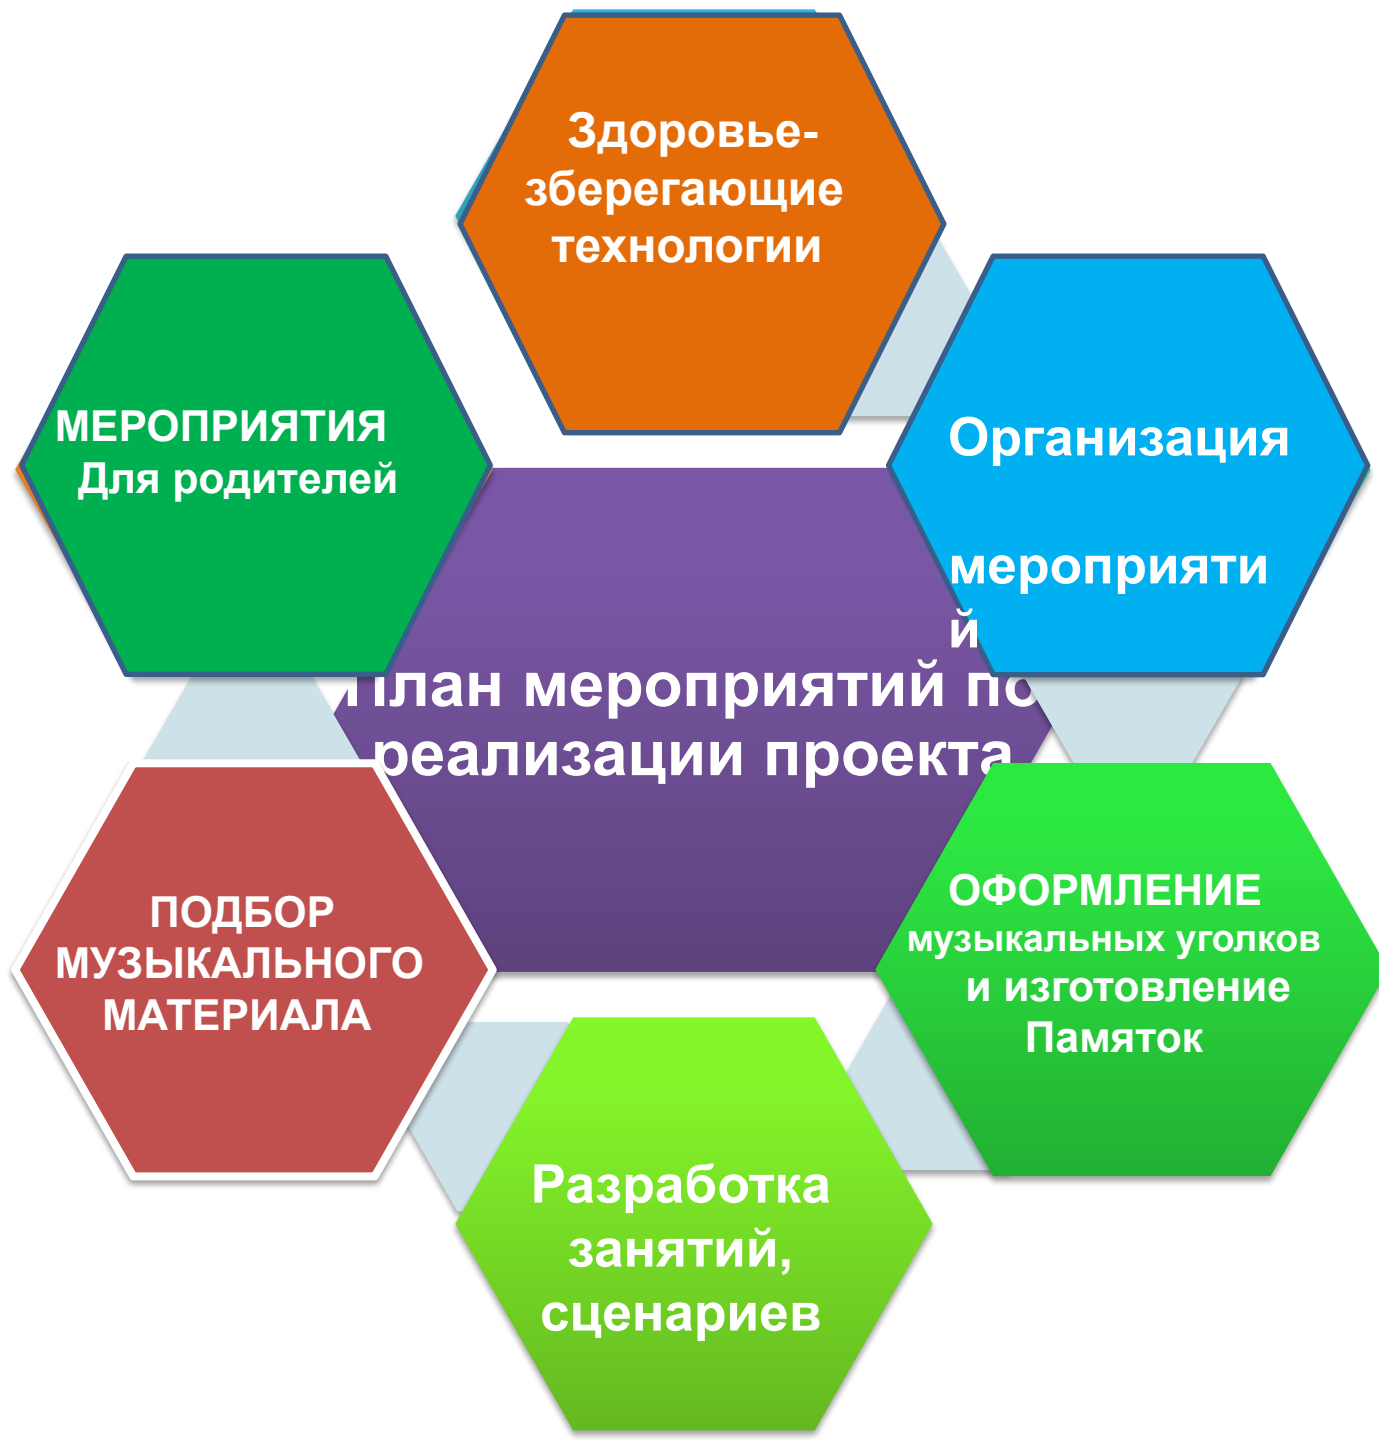 Здоровье-
зберегающие
технологии
МЕРОПРИЯТИЯ
Для родителей
Организация
мероприяти
й
План мероприятий по
реализации проекта
ПОДБОР
МУЗЫКАЛЬНОГО
МАТЕРИАЛА
ОФОРМЛЕНИЕ
музыкальных уголков
и изготовление
Памяток
Разработка
занятий,
сценариев